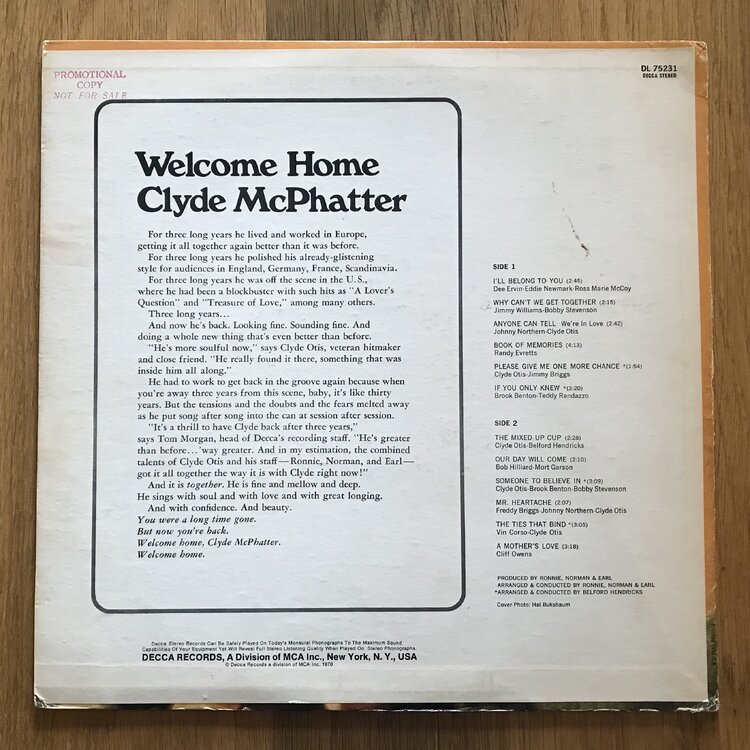 PROMOTIONAL
COPY
NOT FOR SALE
DL 75231
DECCA STEREO
Welcome Home
Clyde McPhatter
For three long years he lived and worked in Europe,
getting it all together again better than it was before.
For three long years he polished his already-glistening
style for audiences in England, Germany, France, Scandinavia.
For three long years he was off the scene in the U.S.,
where he had been a blockbuster with such hits as "A Lover's
Question" and "Treasure of Love," among many others.
Three long years...
And now he's back. Looking fine. Sounding fine. And
doing a whole new thing that's even better than before.
"He's more soulful now," says Clyde Otis, veteran hitmaker
and close friend. "He really found it there, something that was
inside him all along."
He had to work to get back in the groove again because when
you're away three years from this scene, baby, it's like thirty
years. But the tensions and the doubts and the fears melted away
as he put song after song into the can at session after session.
"It's a thrill to have Clyde back after three years,"
says Tom Morgan, head of Decca's recording staff. "He's greater
than before...'way greater. And in my estimation, the combined
talents of Clyde Otis and his staff—Ronnie, Norman, and Earl—
got it all together the way it is with Clyde right now!"
And it is together. He is fine and mellow and deep.
He sings with soul and with love and with great longing.
And with confidence. And beauty.
You were a long time gone.
But now you're back.
Welcome home, Clyde McPhatter.
Welcome home.
SIDE 1
I'LL BELONG TO YOU (2:45)
Dee Ervin-Eddie Newmark-Ross Marie McCoy
WHY CAN'T WE GET TOGETHER (2:15)
Jimmy Williams-Bobby Stevenson
ANYONE CAN TELL We're In Love (2:42)
Johnny Northern-Clyde Otis
BOOK OF MEMORIES (4:13)
Randy Evretts
PLEASE GIVE ME ONE MORE CHANCE *(1:54)
Clyde Otis-Jimmy Briggs
IF YOU ONLY KNEW *(3:20)
Brook Benton-Teddy Randazzo
SIDE 2
THE MIXED UP CUP (2:28)
Clyde Otis-Belford Hendricks
OUR DAY WILL COME (2:10)
Bob Hilliard-Mort Garson
SOMEONE TO BELIEVE IN *(3:09)
Clyde Otis-Brook Benton-Bobby Stevenson
MR. HEARTACHE (2:07)
Freddy Briggs-Johnny Northern-Clyde Otis
THE TIES THAT BIND *(3:05)
Vin Corso-Clyde Otis
A MOTHER'S LOVE (3:18)
Cliff Owens
PRODUCED BY RONNIE, NORMAN & EARL
ARRANGED & CONDUCTED BY RONNIE, NORMAN & EARL
*ARRANGED & CONDUCTED BY BELFORD HENDRICKS
Cover Photo: Hal Buksbaum
Decca Stereo Records Can Be Safely Played On Today's Monaural Phonographs To The Maximum Sound
Capabilities Of Your Equipment Yet Will Reveal Full Stereo Listening Quality When Played On Stereo Phonographs.
DECCA RECORDS, A Division of MCA Inc., New York, N. Y., USA
© Decca Records a division of MCA Inc. 1970